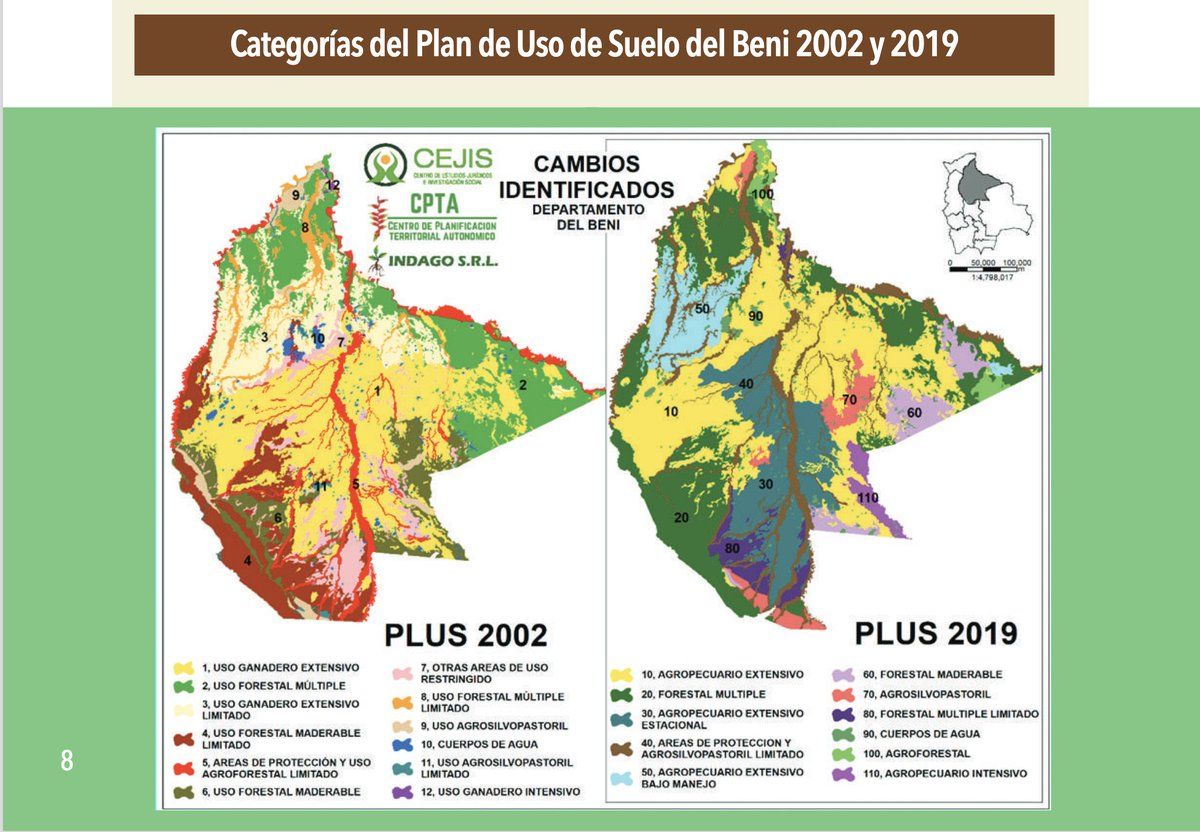 Categorías del Plan de Uso de Suelo del Beni 2002 y 2019
CEJIS
CENTRO DE ESTUDIOS JURÍDICOS
E INVESTIGACIÓN SOCIAL
CPTA
CENTRO DE PLANIFICACIÓN
TERRITORIAL AUTONÓMICO
INDAGO S.R.L.
CAMBIOS
IDENTIFICADOS
DEPARTAMENTO
DEL BENI
0 50,000 100,000
m
1:4,798,017
9
12
8
3
10
7
1
2
11
5
6
4
100
50
90
40
10
70
60
30
110
20
80
PLUS 2002
1, USO GANADERO EXTENSIVO
2, USO FORESTAL MÚLTIPLE
3, USO GANADERO EXTENSIVO
LIMITADO
4, USO FORESTAL MADERABLE
LIMITADO
5, AREAS DE PROTECCIÓN Y USO
AGROFORESTAL LIMITADO
6, USO FORESTAL MADERABLE
7, OTRAS AREAS DE USO
RESTRINGIDO
8, USO FORESTAL MÚLTIPLE
LIMITADO
9, USO AGROSILVOPASTORIL
10, CUERPOS DE AGUA
11, USO AGROSILVOPASTORIL
LIMITADO
12, USO GANADERO INTENSIVO
PLUS 2019
10, AGROPECUARIO EXTENSIVO
20, FORESTAL MULTIPLE
30, AGROPECUARIO EXTENSIVO
ESTACIONAL
40, AREAS DE PROTECCION Y
AGROSILVOPASTORIL LIMITADO
50, AGROPECUARIO EXTENSIVO
BAJO MANEJO
60, FORESTAL MADERABLE
70, AGROSILVOPASTORIL
80, FORESTAL MULTIPLE LIMITADO
90, CUERPOS DE AGUA
100, AGROFORESTAL
110, AGROPECUARIO INTENSIVO
8